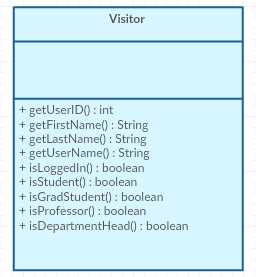 Visitor
+ getUserID() : int
+ getFirstName() : String
+ getLastName() : String
+ getUserName() : String
+ isLoggedIn() : boolean
+ isStudent() : boolean
+ isGradStudent() : boolean
+ isProfessor() : boolean
+ isDepartmentHead() : boolean